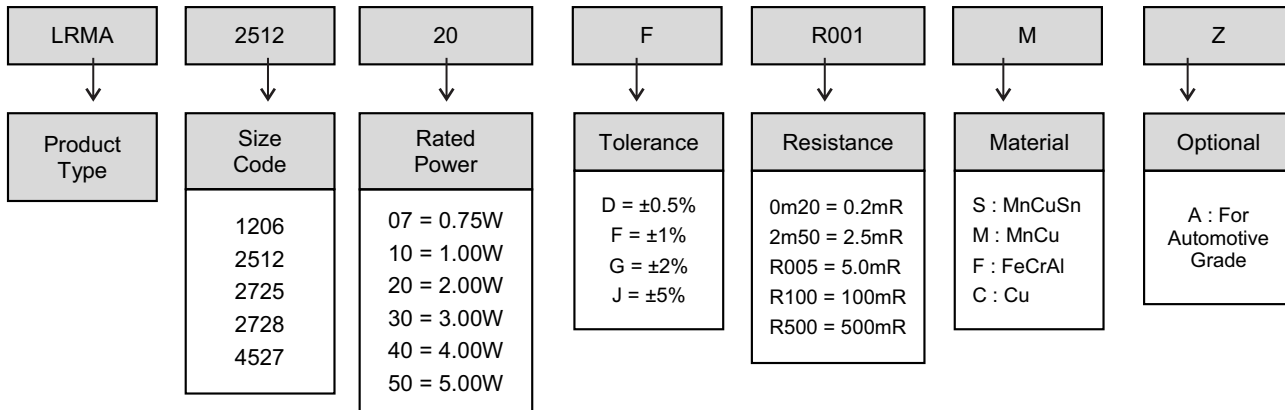 LRMA 2512 20 F R001 M Z
Product
Type
Size
Code
1206
2512
2725
2728
4527
Rated
Power
07 = 0.75W
10 = 1.00W
20 = 2.00W
30 = 3.00W
40 = 4.00W
50 = 5.00W
Tolerance
D = ±0.5%
F = ±1%
G = ±2%
J = ±5%
Resistance
0m20 = 0.2mR
2m50 = 2.5mR
R005 = 5.0mR
R100 = 100mR
R500 = 500mR
Material
S : MnCuSn
M : MnCu
F : FeCrAl
C : Cu
Optional
A : For
Automotive
Grade